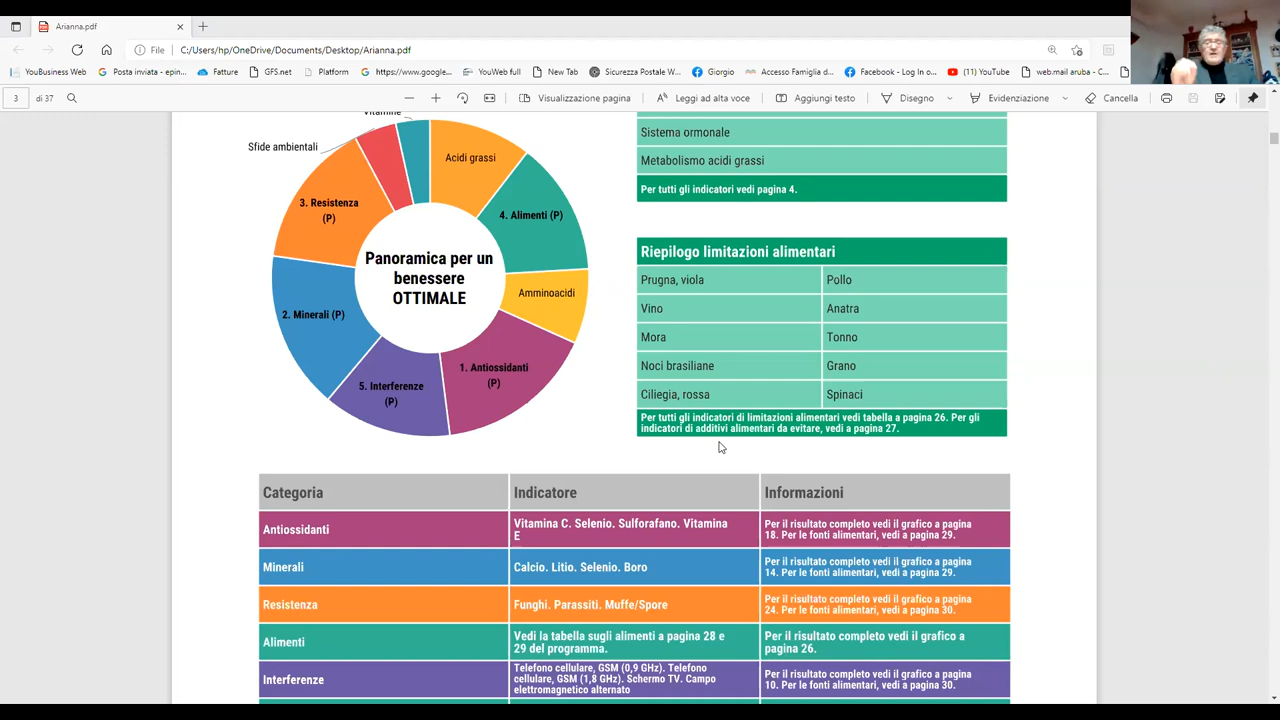 Arianna.pdf
File
C:/Users/hp/OneDrive/Documents/Desktop/Arianna.pdf
YouBusiness Web
Posta inviata - epin...
Fatture
GFS.net
Platform
https://www.google...
YouWeb full
New Tab
Sicurezza Postale W...
Giorgio
Accesso Famiglia d...
Facebook - Log In o...
(11) YouTube
web.mail aruba - C...
3 di 37
Visualizzazione pagina
Leggi ad alta voce
Aggiungi testo
Disegno
Evidenziazione
Cancella
Vitamine
Sfide ambientali
Acidi grassi
3. Resistenza
(P)
4. Alimenti (P)
Panoramica per un
benessere
OTTIMALE
Amminoacidi
2. Minerali (P)
1. Antiossidanti
(P)
5. Interferenze
(P)
Sistema ormonale
Metabolismo acidi grassi
Per tutti gli indicatori vedi pagina 4.
Riepilogo limitazioni alimentari
Prugna, viola Pollo
Vino Anatra
Mora Tonno
Noci brasiliane Grano
Ciliegia, rossa Spinaci
Per tutti gli indicatori di limitazioni alimentari vedi tabella a pagina 26. Per gli
indicatori di additivi alimentari da evitare, vedi a pagina 27.
Categoria Indicatore Informazioni
Antiossidanti
Vitamina C. Selenio. Sulforafano. Vitamina
E
Per il risultato completo vedi il grafico a pagina
18. Per le fonti alimentari, vedi a pagina 29.
Minerali
Calcio. Litio. Selenio. Boro
Per il risultato completo vedi il grafico a pagina
14. Per le fonti alimentari, vedi a pagina 29.
Resistenza
Funghi. Parassiti. Muffe/Spore
Per il risultato completo vedi il grafico a pagina
24. Per le fonti alimentari, vedi a pagina 30.
Alimenti
Vedi la tabella sugli alimenti a pagina 28 e
29 del programma.
Per il risultato completo vedi il grafico a
pagina 26.
Interferenze
Telefono cellulare, GSM (0,9 GHz). Telefono
cellulare, GSM (1,8 GHz). Schermo TV. Campo
elettromagnetico alternato
Per il risultato completo vedi il grafico a pagina
10. Per le fonti alimentari, vedi a pagina 30.